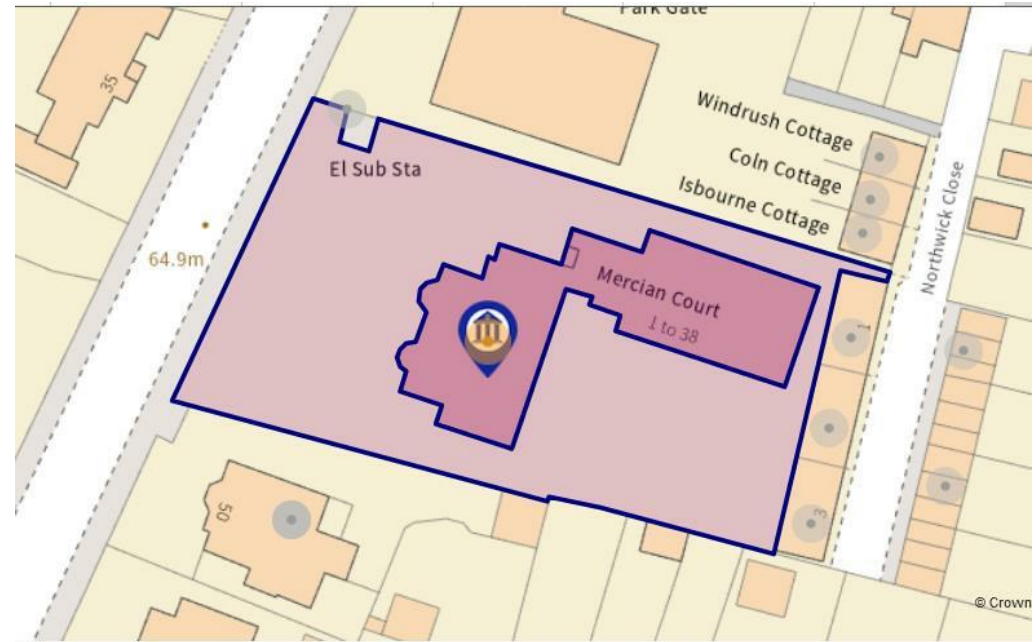 Park Gate
35
Windrush Cottage
Coln Cottage
Isbourne Cottage
El Sub Sta
64.9m
Northwick Close
Mercian Court
1 to 38
1
3
50
© Crown